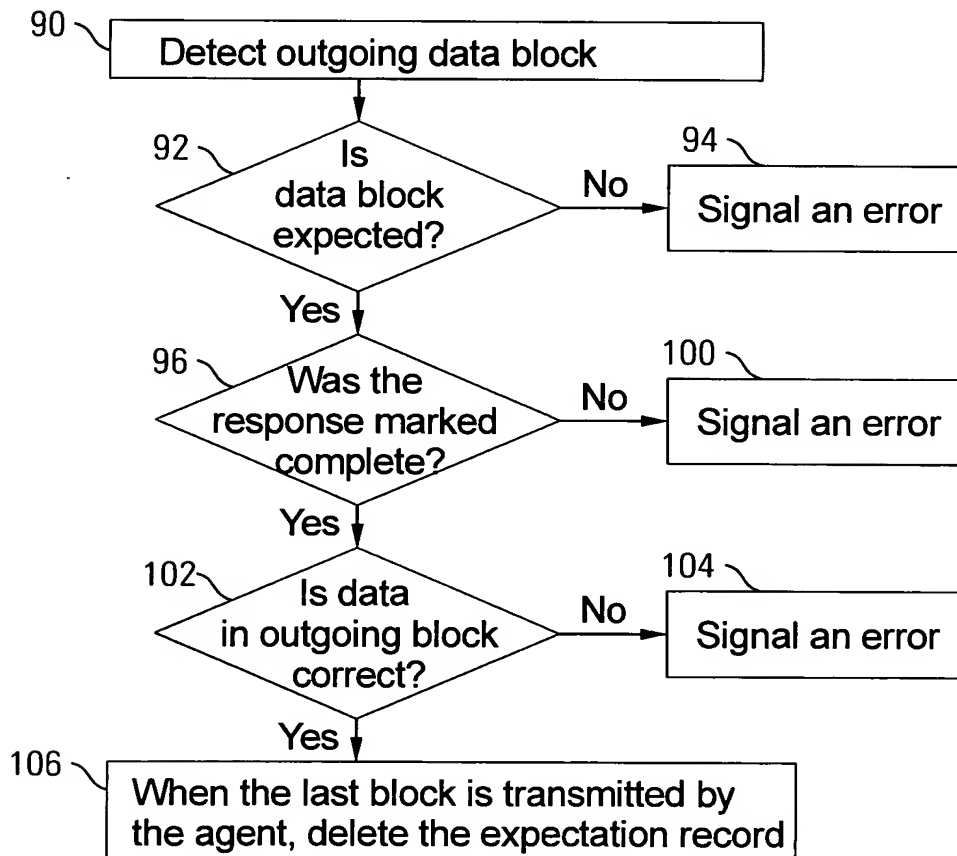 90
Detect outgoing data block
92
Is
data block
expected?
No
94
Signal an error
Yes
96
Was the
response marked
complete?
No
100
Signal an error
Yes
102
Is data
in outgoing block
correct?
No
104
Signal an error
Yes
106
When the last block is transmitted by
the agent, delete the expectation record